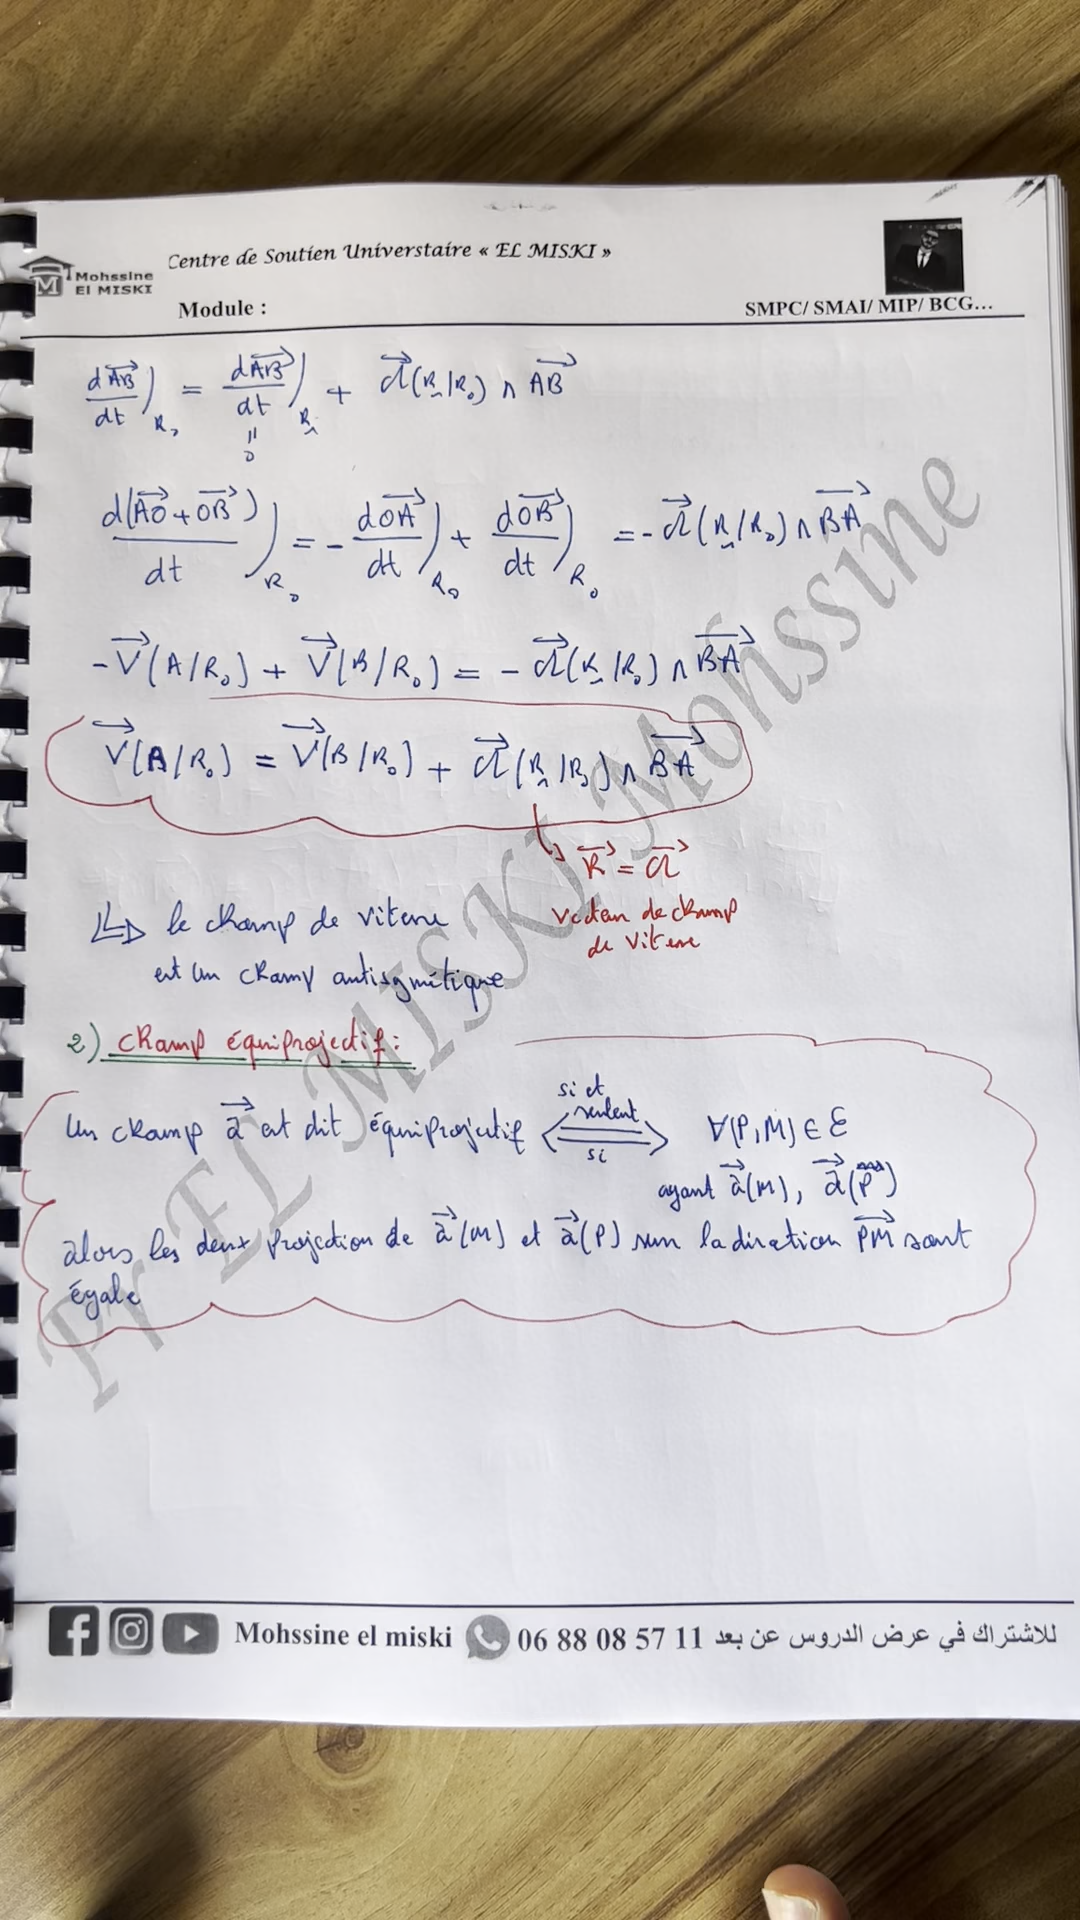 Centre de Soutien Universtaire « EL MISKI »
Mohssine
El MISKI
Module :
SMPC/ SMAI/ MIP/ BCG…
dAB/dt)R₀ = dAB/dt)R₁ + Ω(R₁/R₀) ∧ AB
= 0
d(AO + OB)/dt)R₀ = - dOA/dt)R₀ + dOB/dt)R₀ = - Ω(R₁/R₀) ∧ BA
- V(A/R₀) + V(B/R₀) = - Ω(R₁/R₀) ∧ BA
V(A/R₀) = V(B/R₀) + Ω(R₁/R₀) ∧ BA
→ R = Ω
le champ de vitesse
vecteur de champ
de vitesse
est un champ antisymétique
2) champ équiprojectif:
si et
seulent
Un champ a est dit équiprojectif ⟺ ∀(P,M) ∈ ε
si
ayant a(M), a(P)
alors les deux projection de a(M) et a(P) sur la direction PM sont
égale
Pr EL MISKI Mohssine
Mohssine el miski 06 88 08 57 11 للاشتراك في عرض الدروس عن بعد